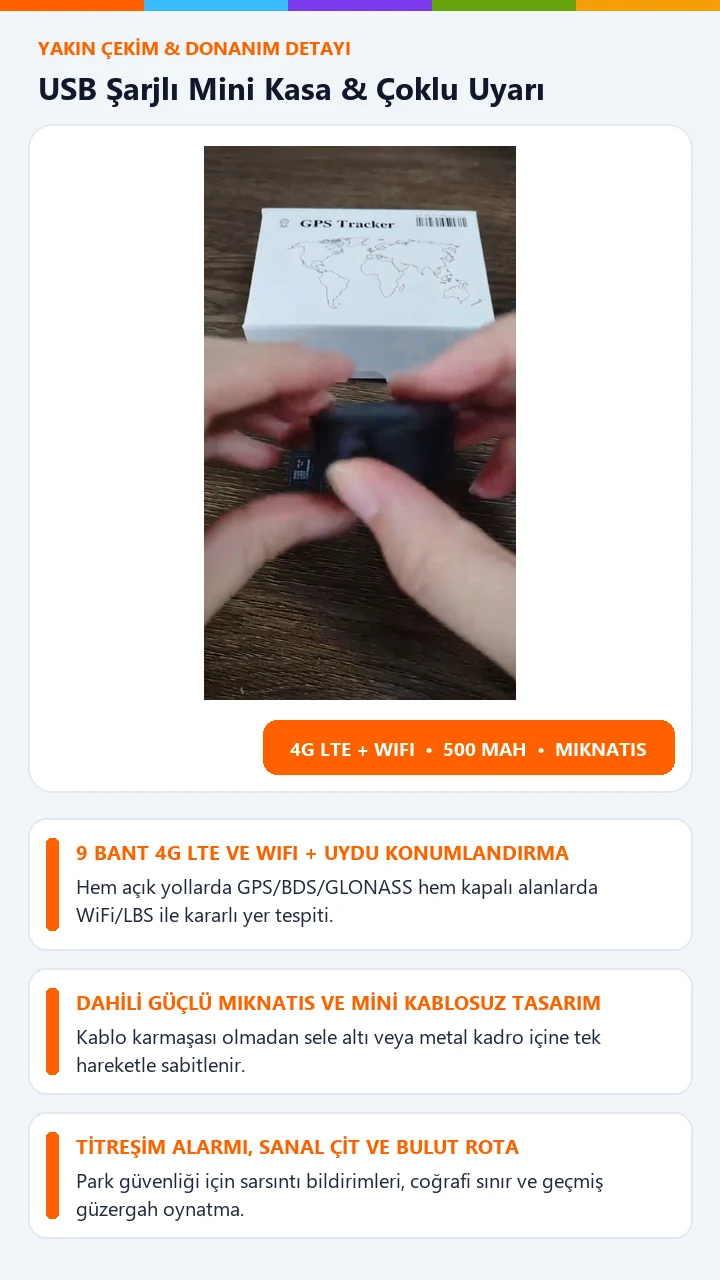 YAKIN ÇEKİM & DONANIM DETAYI
USB Şarjlı Mini Kasa & Çoklu Uyarı
GPS Tracker
4G LTE + WIFI • 500 MAH • MIKNATIS
9 BANT 4G LTE VE WIFI + UYDU KONUMLANDIRMA
Hem açık yollarda GPS/BDS/GLONASS hem kapalı alanlarda
WiFi/LBS ile kararlı yer tespiti.
DAHİLİ GÜÇLÜ MIKNATIS VE MİNİ KABLOSUZ TASARIM
Kablo karmaşası olmadan sele altı veya metal kadro içine tek
hareketle sabitlenir.
TİTREŞİM ALARMI, SANAL ÇİT VE BULUT ROTA
Park güvenliği için sarsıntı bildirimleri, coğrafi sınır ve geçmiş
güzergah oynatma.